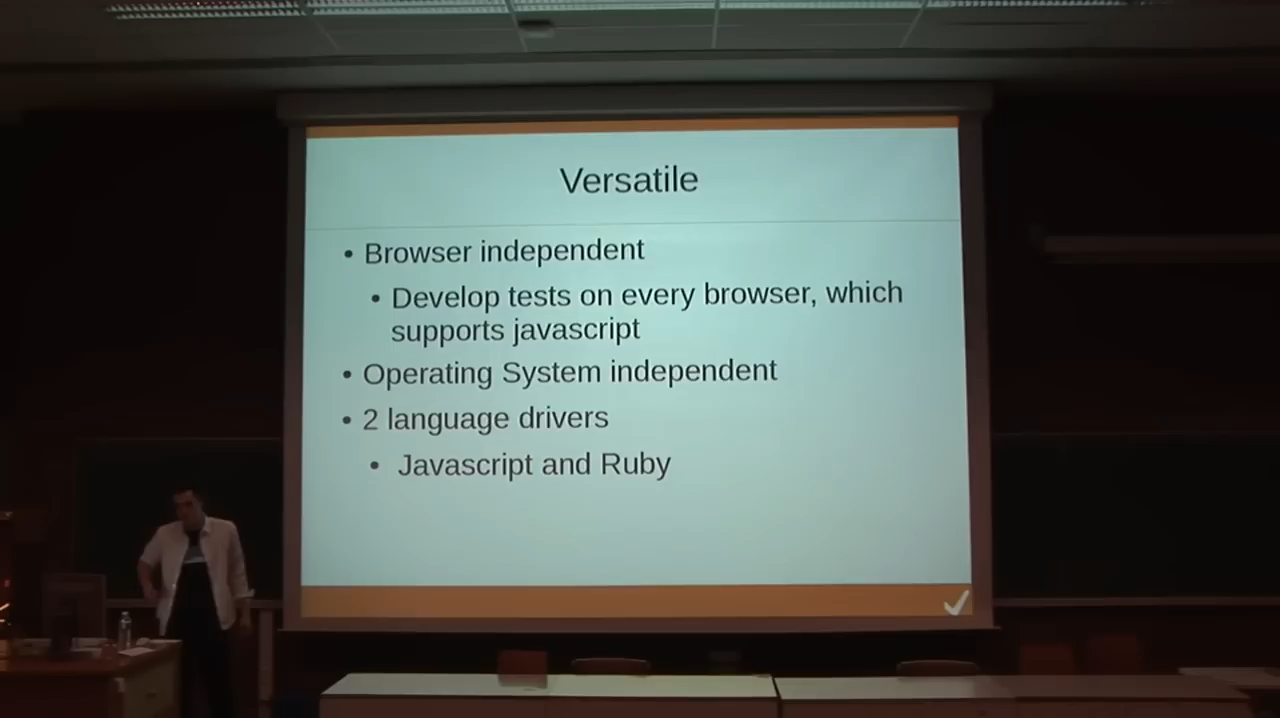 Versatile
• Browser independent
• Develop tests on every browser, which
supports javascript
• Operating System independent
• 2 language drivers
• Javascript and Ruby